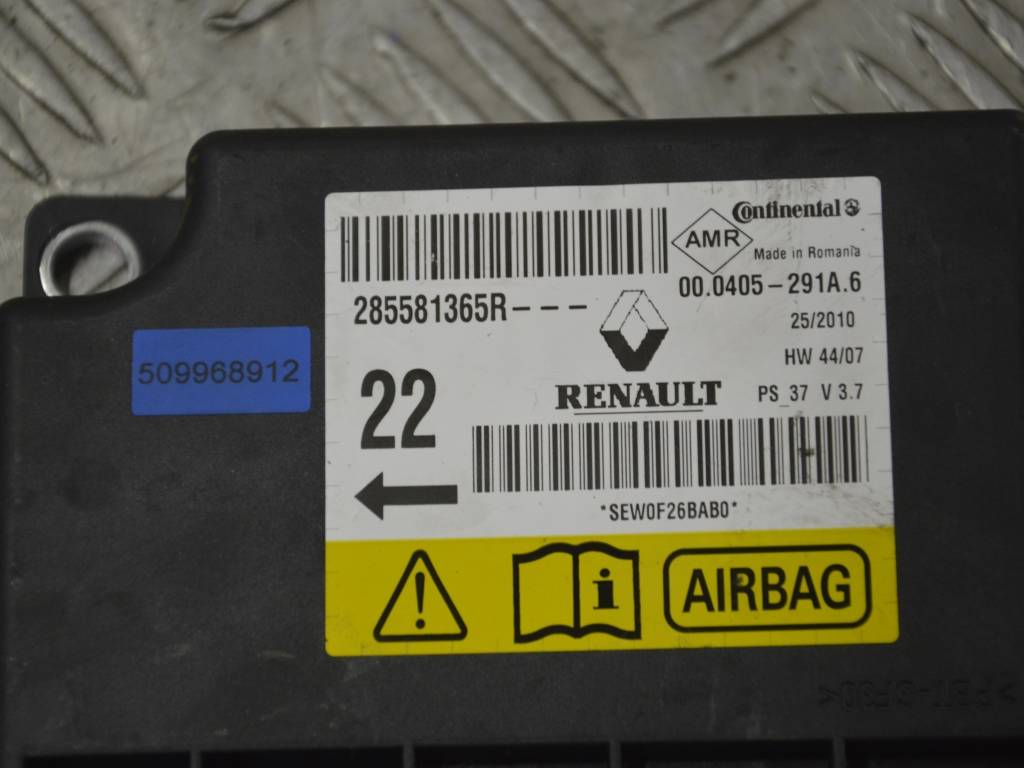 Continental
AMR
Made in Romania
285581365R---
00.0405-291A.6
25/2010
HW 44/07
RENAULT
PS_37 V 3.7
509968912
22
*SEW0F26BAB0*
i
AIRBAG